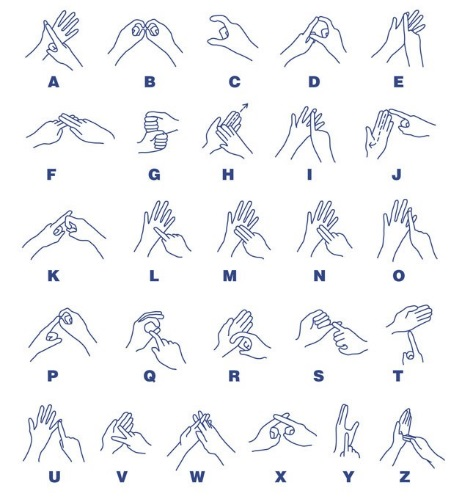 A B C D E
F G H I J
K L M N O
P Q R S T
U V W X Y Z